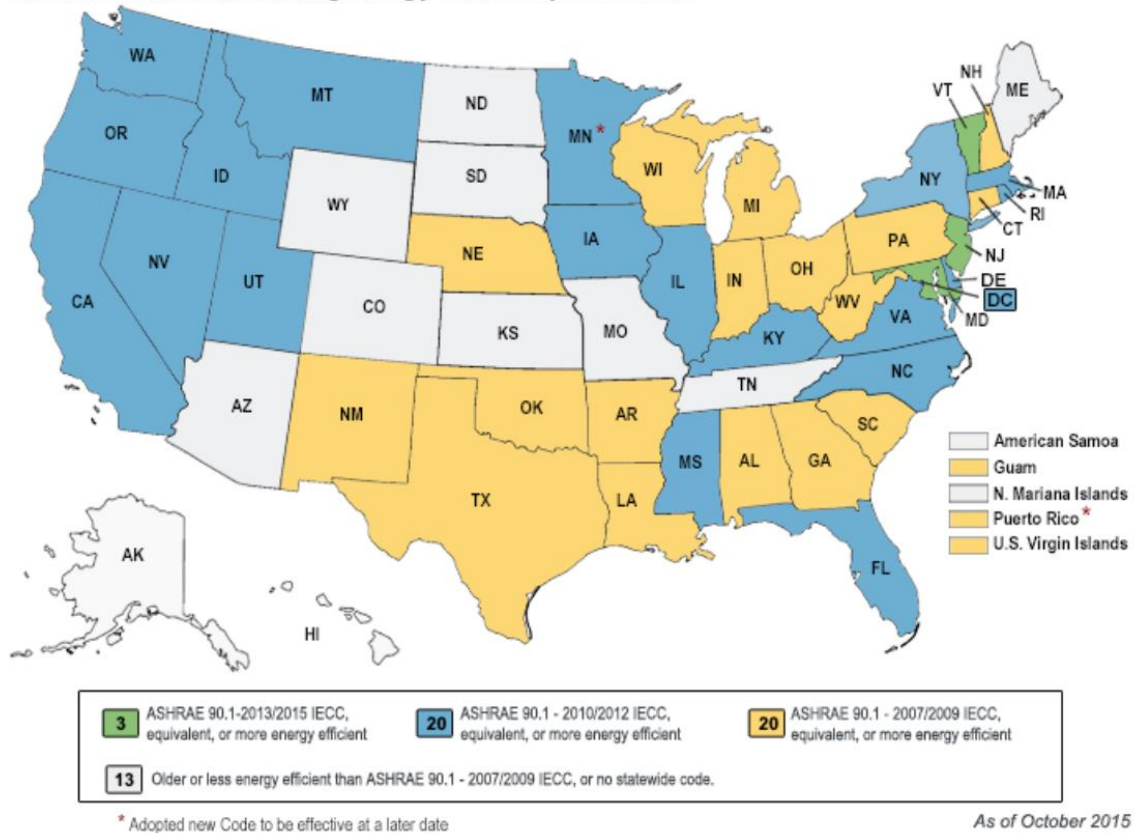 WA
MT
ND
MN *
ME
NH
VT
OR
ID
SD
WI
NY
MA
WY
MI
RI
CT
IA
PA
NE
NJ
NV
UT
IL
IN
OH
DE
DC
CA
CO
WV
MD
KS
MO
VA
KY
NC
TN
AZ
NM
OK
AR
SC
MS
AL
GA
American Samoa
Guam
N. Mariana Islands
Puerto Rico *
U.S. Virgin Islands
TX
LA
AK
FL
HI
3 ASHRAE 90.1-2013/2015 IECC,
equivalent, or more energy efficient
20 ASHRAE 90.1 - 2010/2012 IECC,
equivalent, or more energy efficient
20 ASHRAE 90.1 - 2007/2009 IECC,
equivalent, or more energy efficient
13 Older or less energy efficient than ASHRAE 90.1 - 2007/2009 IECC, or no statewide code.
* Adopted new Code to be effective at a later date
As of October 2015